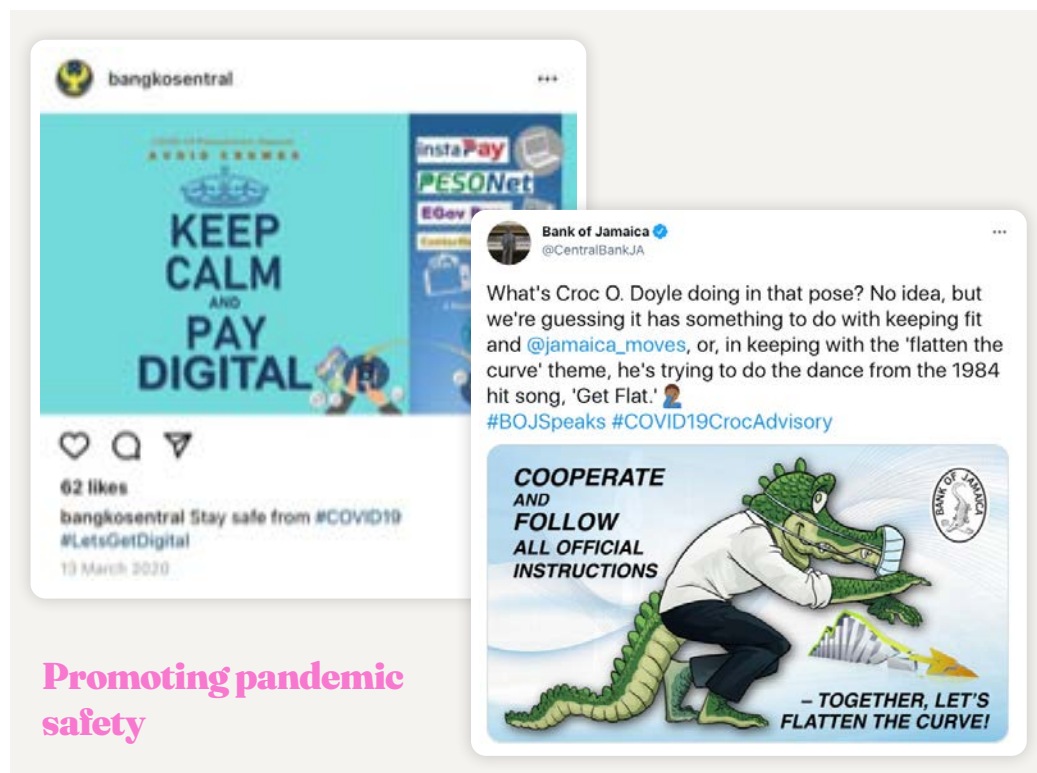 bangkosentral
AVOID CROWDS
KEEP
CALM
AND
PAY
DIGITAL
instaPay
PESONet
EGov
62 likes
bangkosentral Stay safe from #COVID19
#LetsGetDigital
13 March 2020
Bank of Jamaica
@CentralBankJA
What's Croc O. Doyle doing in that pose? No idea, but
we're guessing it has something to do with keeping fit
and @jamaica_moves, or, in keeping with the 'flatten the
curve' theme, he's trying to do the dance from the 1984
hit song, 'Get Flat.'
#BOJSpeaks #COVID19CrocAdvisory
COOPERATE
AND
FOLLOW
ALL OFFICIAL
INSTRUCTIONS
BANK OF JAMAICA
– TOGETHER, LET'S
FLATTEN THE CURVE!
Promoting pandemic
safety